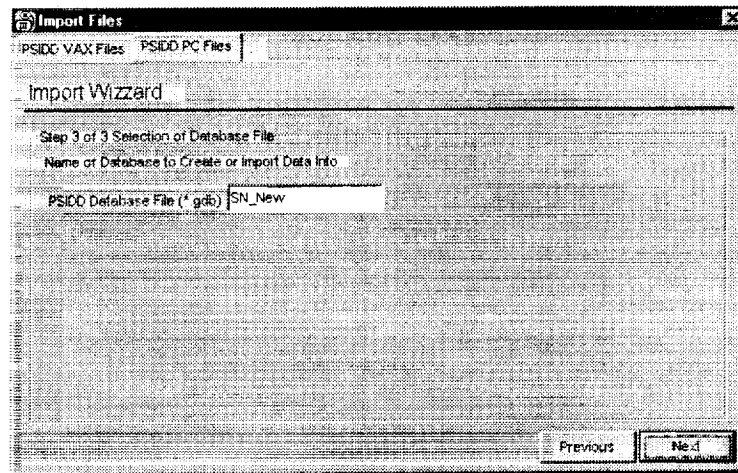 Import Files
PSIDD VAX Files PSIDD PC Files
Import Wizzard
Step 3 of 3 Selection of Database File
Name of Database to Create or Import Data Into
PSIDD Database File (*.gdb) SN_New
Previous Next